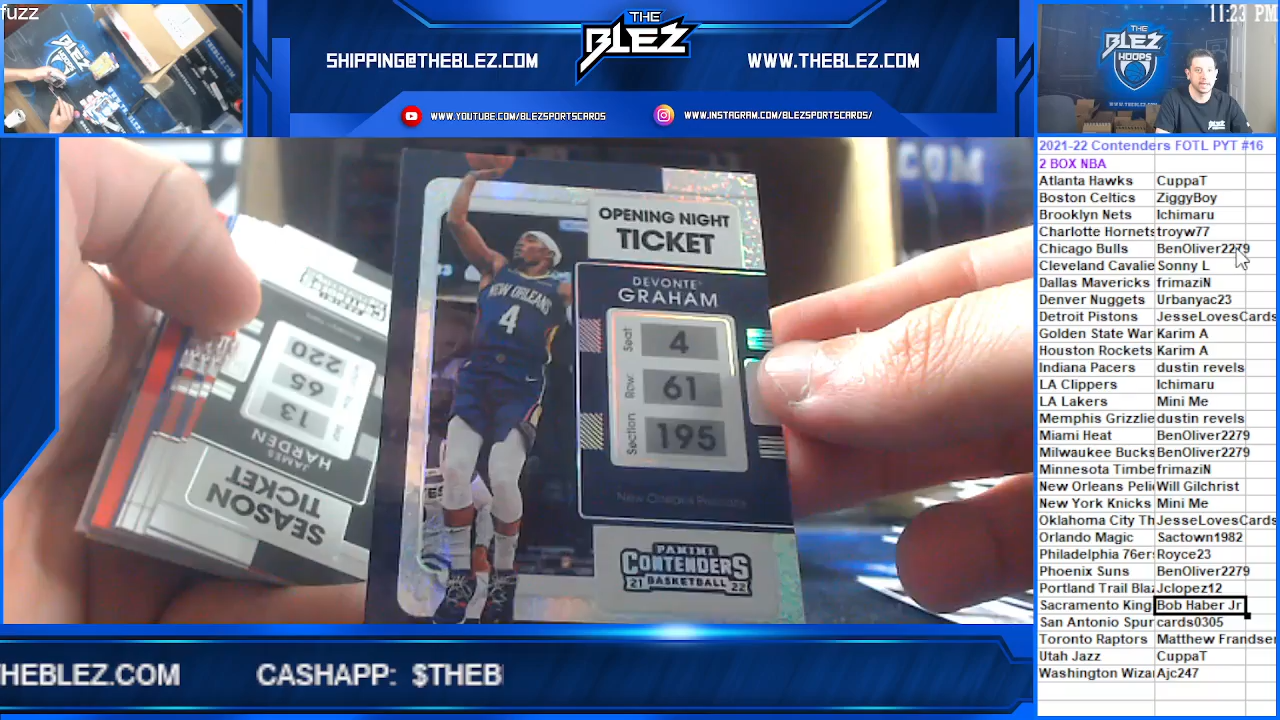 fuzz
THE
BLEZ
SHIPPING@THEBLEZ.COM
WWW.THEBLEZ.COM
WWW.YOUTUBE.COM/BLEZSPORTSCARDS
WWW.INSTAGRAM.COM/BLEZSPORTSCARDS/
11:23 PM
THE
BLEZ
HOOPS
2021-22 Contenders FOTL PYT #16
2 BOX NBA
Atlanta Hawks CuppaT
Boston Celtics ZiggyBoy
Brooklyn Nets Ichimaru
Charlotte Hornets troyw77
Chicago Bulls BenOliver2279
Cleveland Cavalie Sonny L
Dallas Mavericks frimaziN
Denver Nuggets Urbanyac23
Detroit Pistons JesseLovesCards
Golden State War Karim A
Houston Rockets Karim A
Indiana Pacers dustin revels
LA Clippers Ichimaru
LA Lakers Mini Me
Memphis Grizzlie dustin revels
Miami Heat BenOliver2279
Milwaukee Bucks BenOliver2279
Minnesota Timbe frimaziN
New Orleans Peli Will Gilchrist
New York Knicks Mini Me
Oklahoma City Th JesseLovesCards
Orlando Magic Sactown1982
Philadelphia 76er Royce23
Phoenix Suns BenOliver2279
Portland Trail Bla Jclopez12
Sacramento King Bob Haber Jr
San Antonio Spur cards0305
Toronto Raptors Matthew Frandsen
Utah Jazz CuppaT
Washington Wiza Ajc247
OPENING NIGHT
TICKET
DEVONTE'
GRAHAM
Seat 4
Row 61
Section 195
New Orleans Pelicans
PANINI
CONTENDERS
21 BASKETBALL 22
NEW ORLEANS
4
SEASON
TICKET
JAMES
HARDEN
13
65
220
COM
THEBLEZ.COM
CASHAPP: $THEB